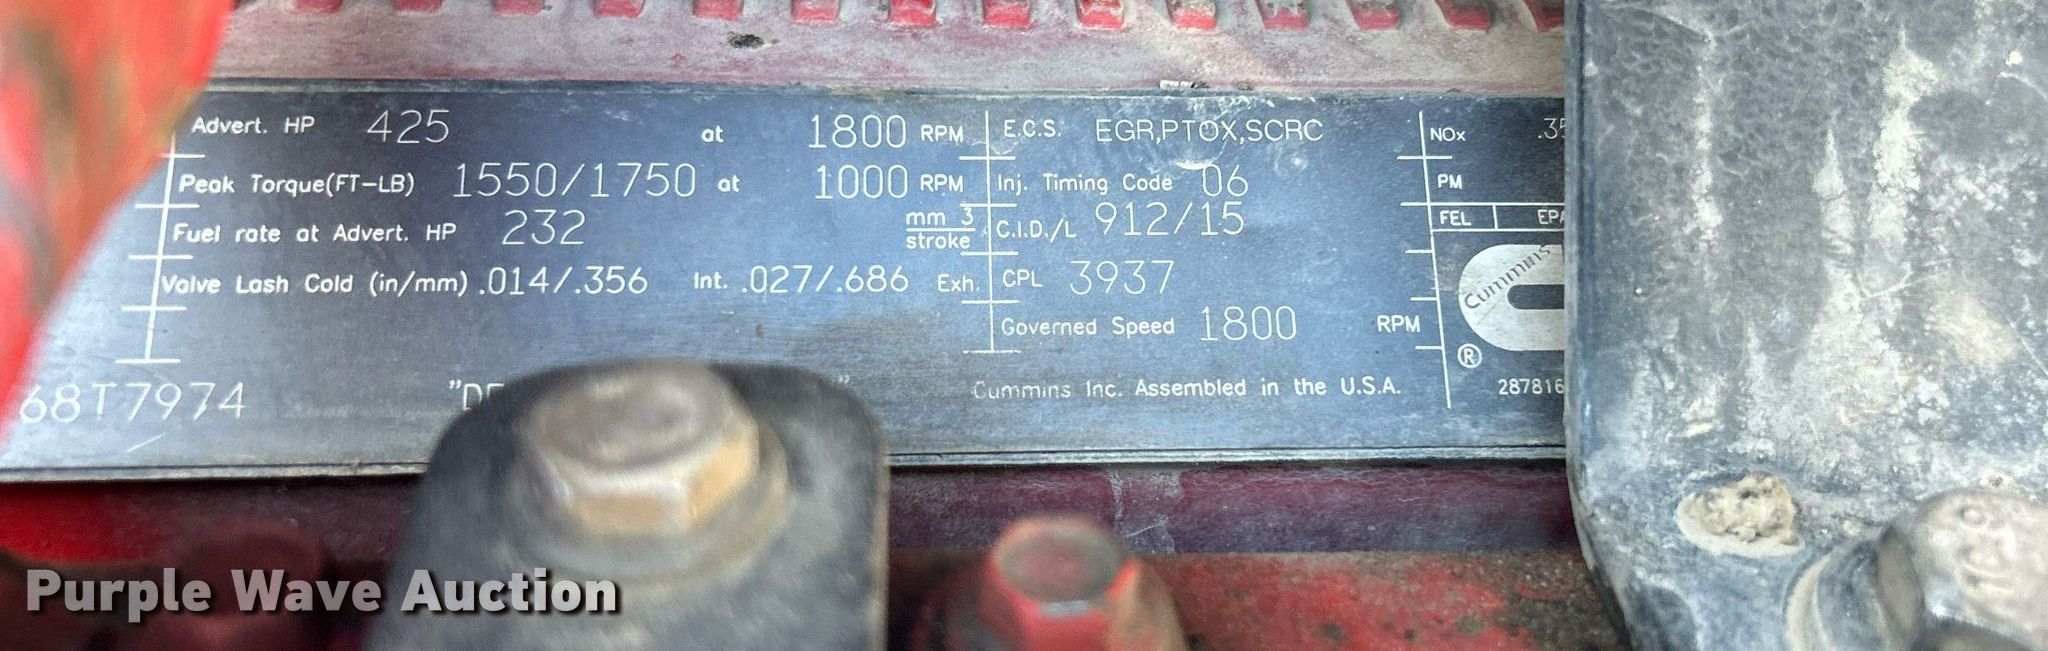 Advert. HP 425 at 1800 RPM
Peak Torque(FT-LB) 1550/1750 at 1000 RPM
Fuel rate at Advert. HP 232 mm 3
stroke
Valve Lash Cold (in/mm) .014/.356 Int. .027/.686 Exh.
68T7974
E.C.S. EGR,PTOX,SCRC
Inj. Timing Code 06
C.I.D./L 912/15
CPL 3937
Governed Speed 1800 RPM
Cummins Inc. Assembled in the U.S.A.
NOx
PM
FEL EPA
Cummins
®
Purple Wave Auction